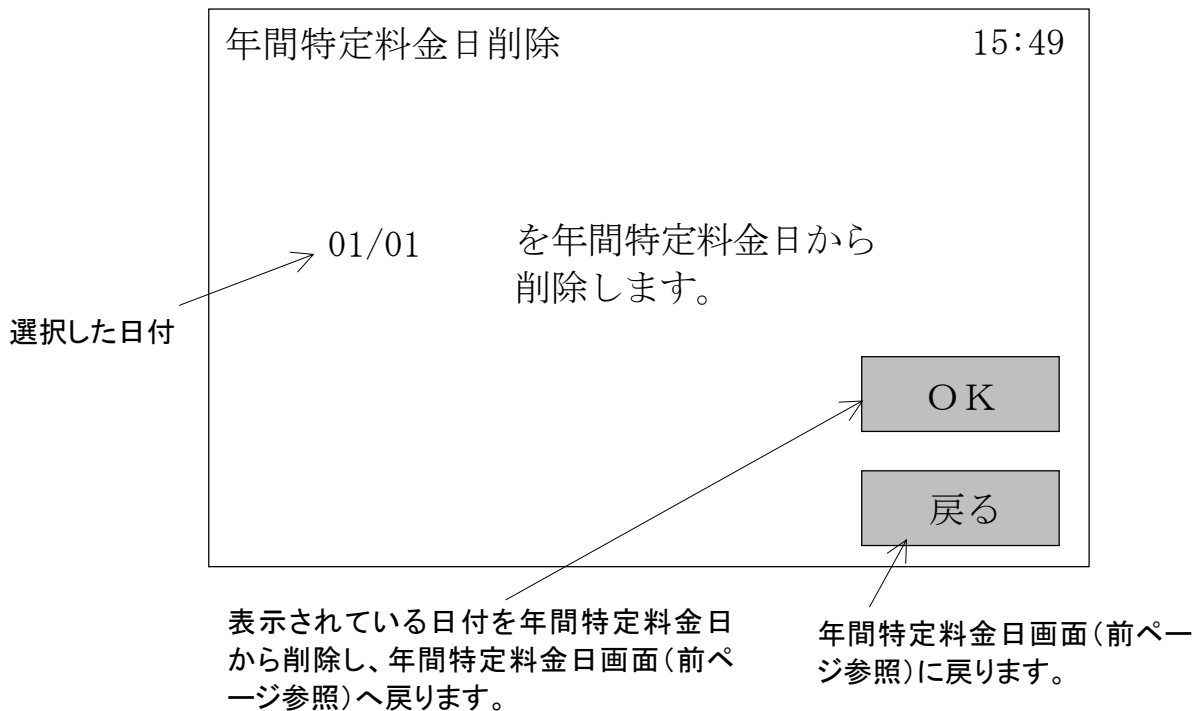 年間特定料金日削除 15:49
01/01 を年間特定料金日から
削除します。
選択した日付
ОK
戻る
表示されている日付を年間特定料金日
から削除し、年間特定料金日画面(前ペ
ージ参照)へ戻ります。
年間特定料金日画面(前ペー
ジ参照)に戻ります。